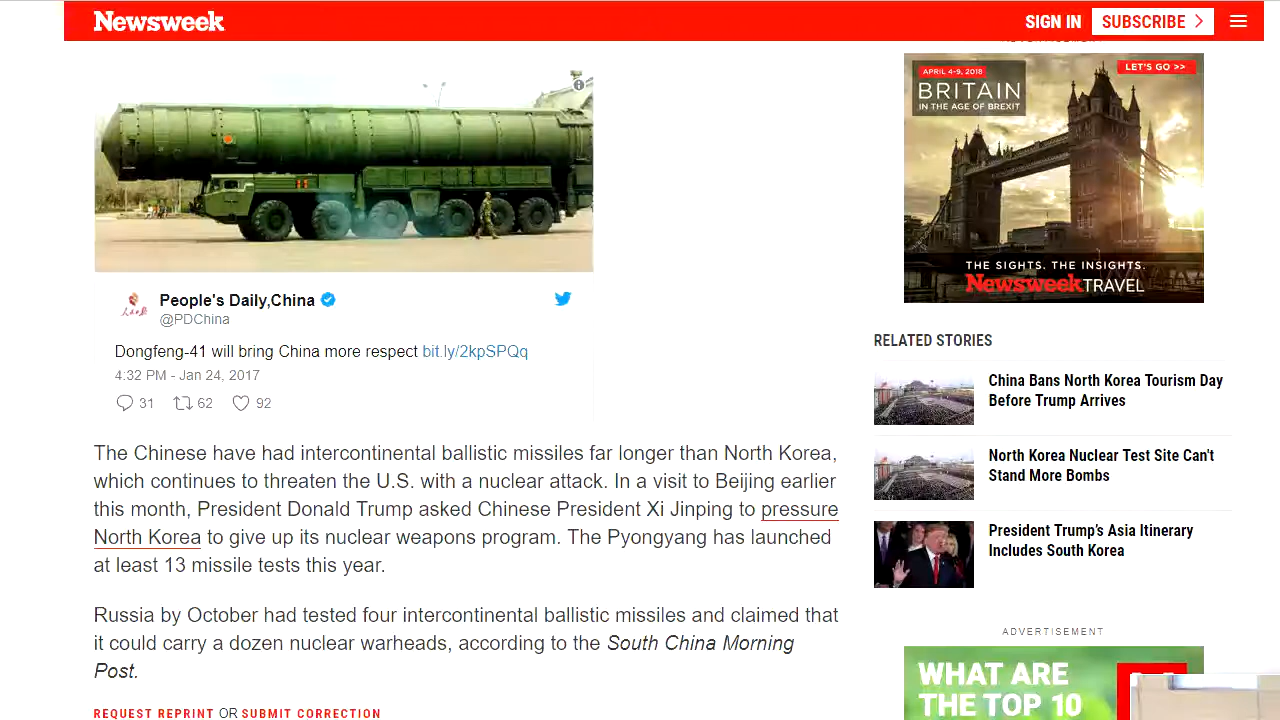 Newsweek
SIGN IN
SUBSCRIBE
People's Daily,China
@PDChina
Dongfeng-41 will bring China more respect bit.ly/2kpSPQq
4:32 PM - Jan 24, 2017
31 62 92
The Chinese have had intercontinental ballistic missiles far longer than North Korea,
which continues to threaten the U.S. with a nuclear attack. In a visit to Beijing earlier
this month, President Donald Trump asked Chinese President Xi Jinping to pressure
North Korea to give up its nuclear weapons program. The Pyongyang has launched
at least 13 missile tests this year.
Russia by October had tested four intercontinental ballistic missiles and claimed that
it could carry a dozen nuclear warheads, according to the South China Morning
Post.
REQUEST REPRINT OR SUBMIT CORRECTION
APRIL 4-9, 2018
LET'S GO >>
BRITAIN
IN THE AGE OF BREXIT
THE SIGHTS. THE INSIGHTS.
Newsweek TRAVEL
RELATED STORIES
China Bans North Korea Tourism Day
Before Trump Arrives
North Korea Nuclear Test Site Can't
Stand More Bombs
President Trump's Asia Itinerary
Includes South Korea
ADVERTISEMENT
WHAT ARE
THE TOP 10